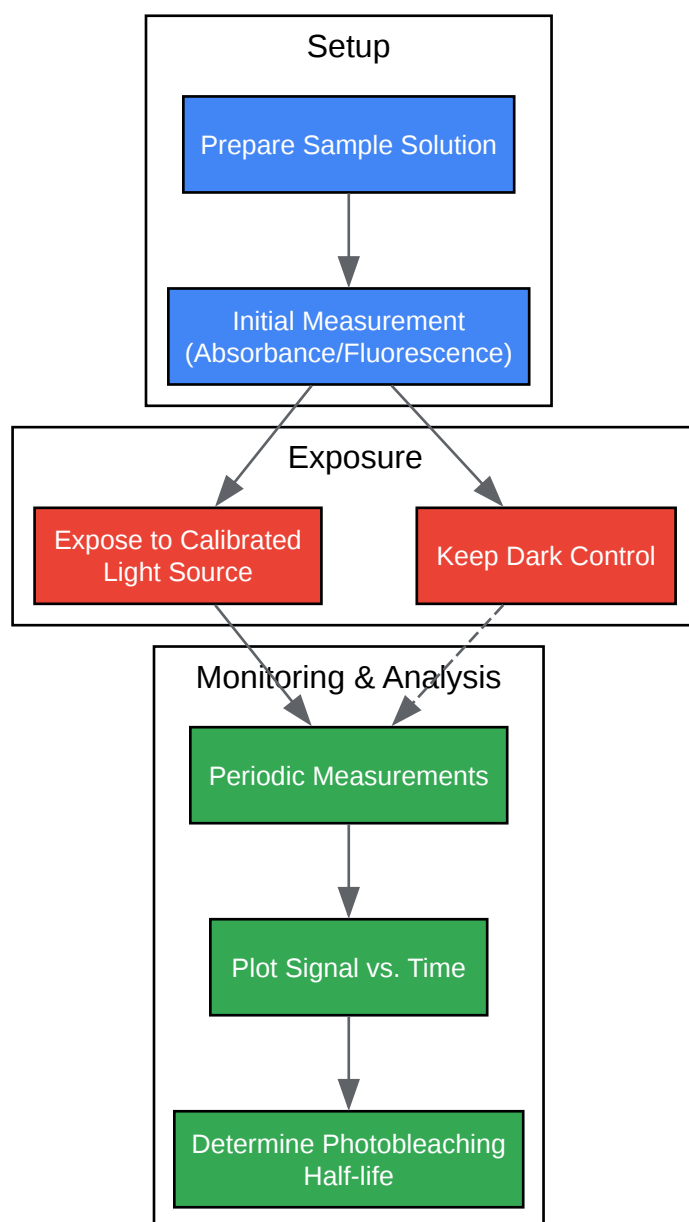 Setup
Prepare Sample Solution
Initial Measurement
(Absorbance/Fluorescence)
Exposure
Expose to Calibrated
Light Source
Keep Dark Control
Monitoring & Analysis
Periodic Measurements
Plot Signal vs. Time
Determine Photobleaching
Half-life